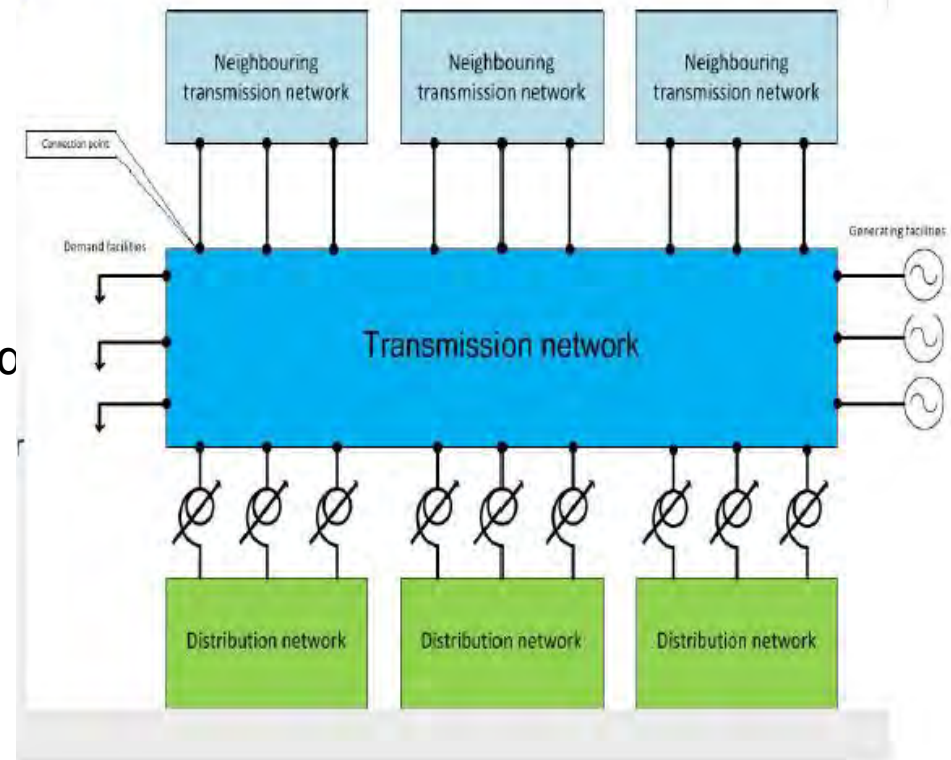 Neighbouring
transmission network
Neighbouring
transmission network
Neighbouring
transmission network
Connection point
Demand facilities
Generating facilities
Transmission network
Distribution network
Distribution network
Distribution network